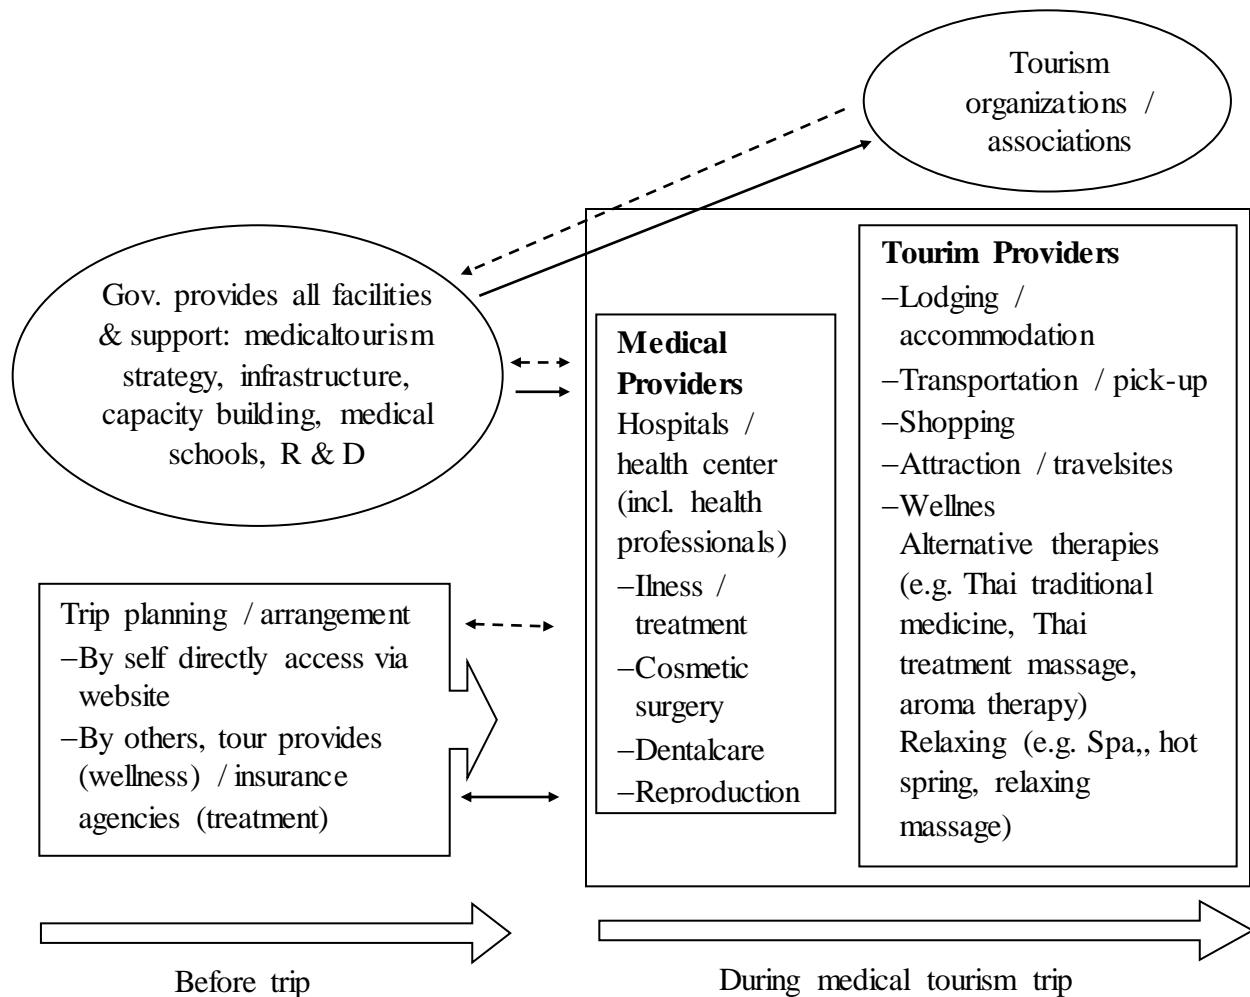 Tourism
organizations /
associations
Gov. provides all facilities
& support: medicaltourism
strategy, infrastructure,
capacity building, medical
schools, R & D
Medical
Providers
Hospitals /
health center
(incl. health
professionals)
–Ilness /
treatment
–Cosmetic
surgery
–Dentalcare
–Reproduction
Tourim Providers
–Lodging /
accommodation
–Transportation / pick-up
–Shopping
–Attraction / travelsites
–Wellnes
Alternative therapies
(e.g. Thai traditional
medicine, Thai
treatment massage,
aroma therapy)
Relaxing (e.g. Spa,, hot
spring, relaxing
massage)
Trip planning / arrangement
–By self directly access via
website
–By others, tour provides
(wellness) / insurance
agencies (treatment)
Before trip
During medical tourism trip